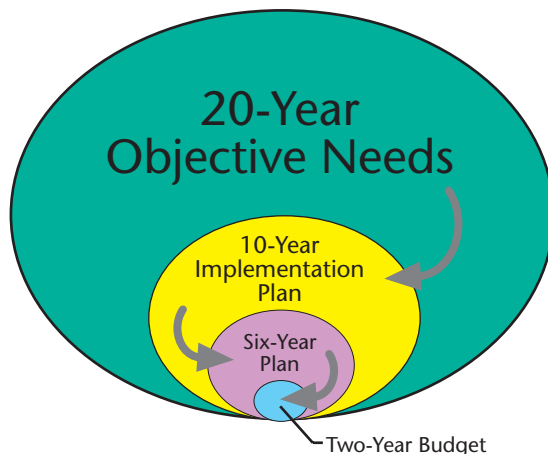 20-Year
Objective Needs
10-Year
Implementation
Plan
Six-Year
Plan
Two-Year Budget